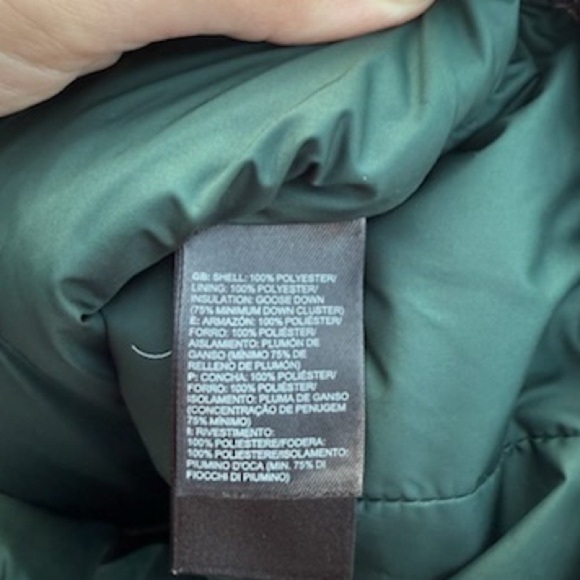 GB: SHELL: 100% POLYESTER/
LINING: 100% POLYESTER/
INSULATION: GOOSE DOWN
(75% MINIMUM DOWN CLUSTER)
E: ARMAZÓN: 100% POLIÉSTER/
FORRO: 100% POLIÉSTER/
AISLAMIENTO: PLUMÓN DE
GANSO (MÍNIMO 75% DE
RELLENO DE PLUMÓN)
P: CONCHA: 100% POLIÉSTER/
FORRO: 100% POLIÉSTER/
ISOLAMENTO: PLUMA DE GANSO
(CONCENTRAÇÃO DE PENUGEM
75% MÍNIMO)
I: RIVESTIMENTO:
100% POLIESTERE/FODERA:
100% POLIESTERE/ISOLAMENTO:
PIUMINO D'OCA (MIN. 75% DI
FIOCCHI DI PIUMINO)